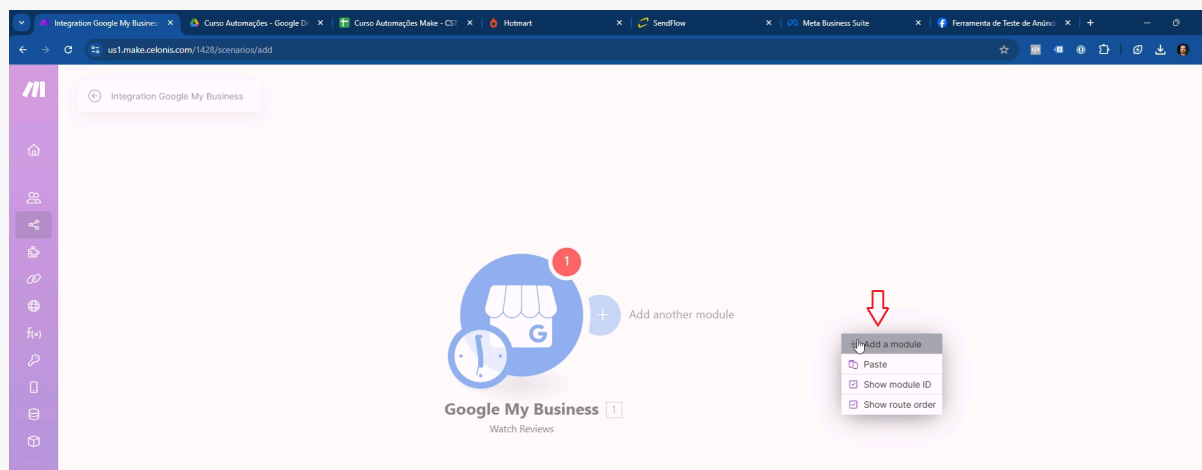 Integration Google My Busines
Curso Automações - Google Dr
Curso Automações Make - CST
Hotmart
SendFlow
Meta Business Suite
Ferramenta de Teste de Anúnci
us1.make.celonis.com/1428/scenarios/add
Integration Google My Business
1
Add another module
G
Add a module
Paste
Show module ID
Show route order
Google My Business 1
Watch Reviews
f(x)